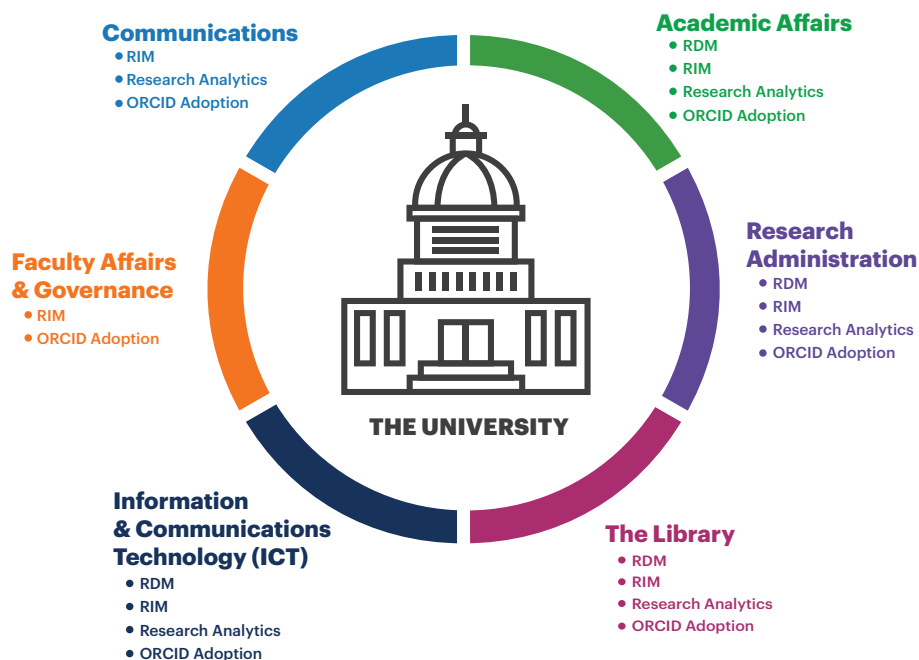 Communications
• RIM
• Research Analytics
• ORCID Adoption
Academic Affairs
• RDM
• RIM
• Research Analytics
• ORCID Adoption
Research
Administration
• RDM
• RIM
• Research Analytics
• ORCID Adoption
The Library
• RDM
• RIM
• Research Analytics
• ORCID Adoption
Information
& Communications
Technology (ICT)
• RDM
• RIM
• Research Analytics
• ORCID Adoption
Faculty Affairs
& Governance
• RIM
• ORCID Adoption
THE UNIVERSITY